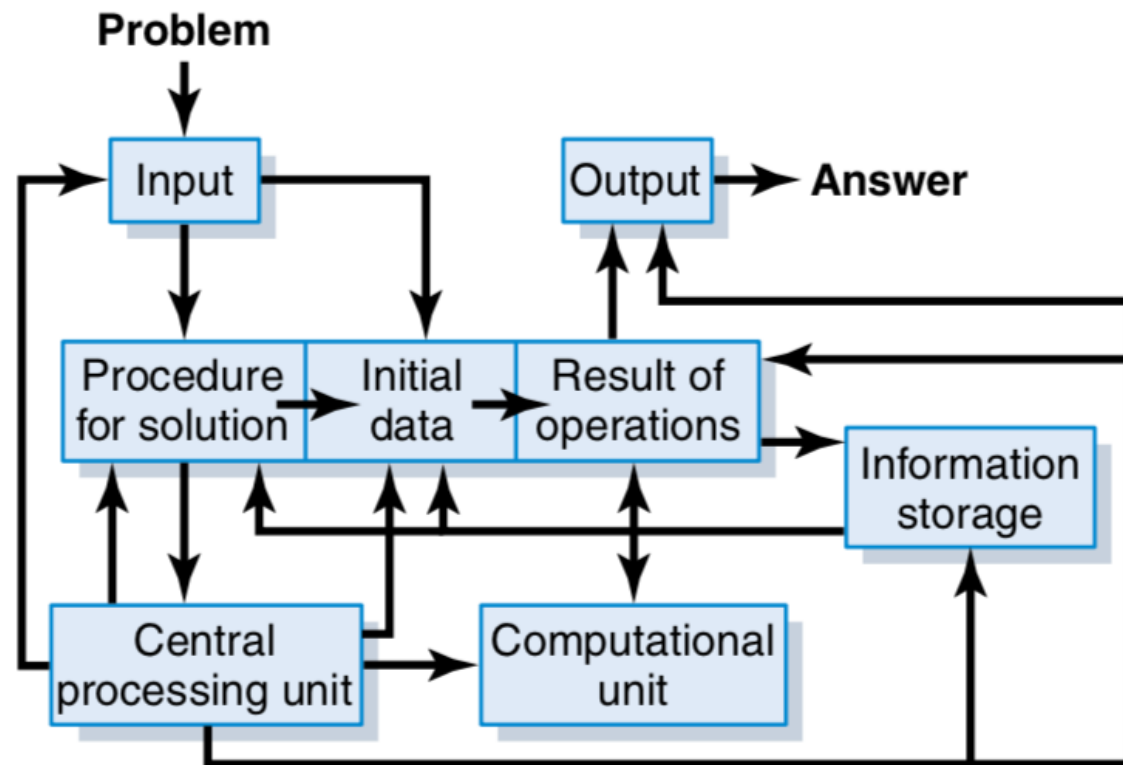 Problem
Input
Output
Answer
Procedure
for solution
Initial
data
Result of
operations
Information
storage
Central
processing unit
Computational
unit